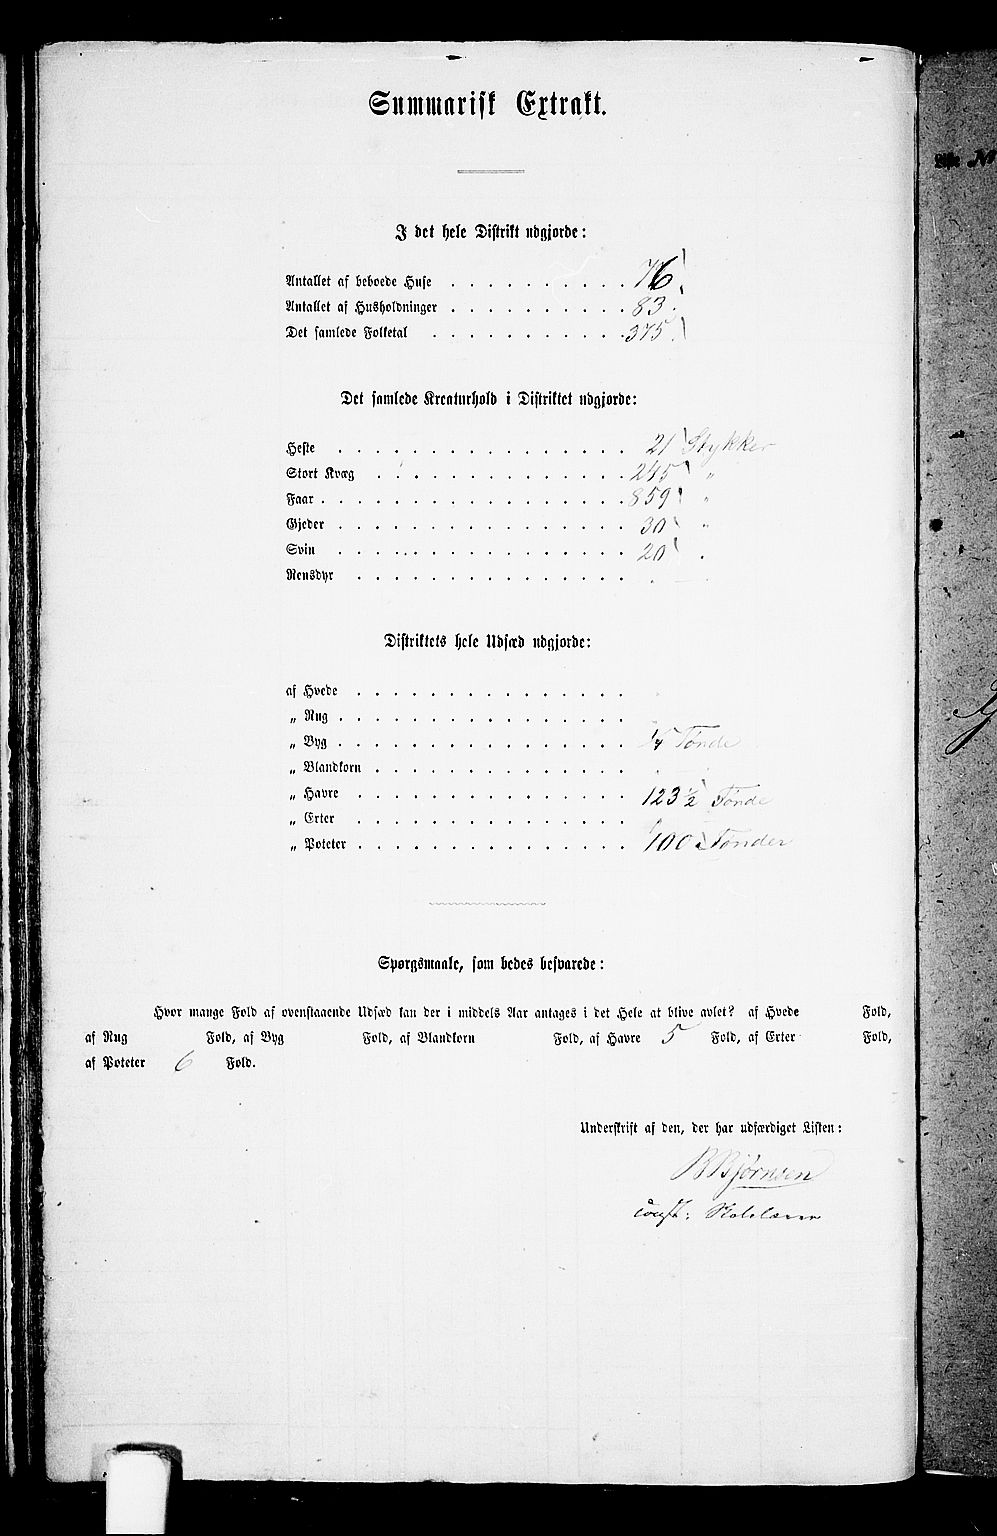 Summarisk Extrakt.
I det hele Distrikt udgjorde:
Antallet af beboede Huse . . . . . . . . . . 76
Antallet af Husholdninger . . . . . . . . . . 83
Det samlede Folketal . . . . . . . . . . . 375
Det samlede Kreaturhold i Distriktet udgjorde:
Heste . . . . . . . . . . . . . . . . 21 Stykker
Stort Kvæg . . . . . . . . . . . . . . 245 "
Faar . . . . . . . . . . . . . . . . . 859 "
Gjeder . . . . . . . . . . . . . . . . 30 "
Svin . . . . . . . . . . . . . . . . 20 "
Rensdyr . . . . . . . . . . . . . . .
Distriktets hele Udsæd udgjorde:
af Hvede . . . . . . . . . . . . . . .
„ Rug . . . . . . . . . . . . . . . .
„ Byg . . . . . . . . . . . . . . . . 1/4 Tønde
„ Blandkorn . . . . . . . . . . . . . .
„ Havre . . . . . . . . . . . . . . . 123 1/2 Tønde
„ Erter . . . . . . . . . . . . . . .
„ Poteter . . . . . . . . . . . . . . . 100 Tønder
Spørgsmaale, som bedes besvarede:
Hvor mange Fold af ovenstaaende Udsæd kan der i middels Aar antages i det Hele at blive avlet? af Hvede Fold,
af Rug Fold, af Byg Fold, af Blandkorn Fold, af Havre 5 Fold, af Erter Fold,
af Poteter 6 Fold.
Underskrift af den, der har udfærdiget Listen:
B Bjørnsen
const: Skolelærer